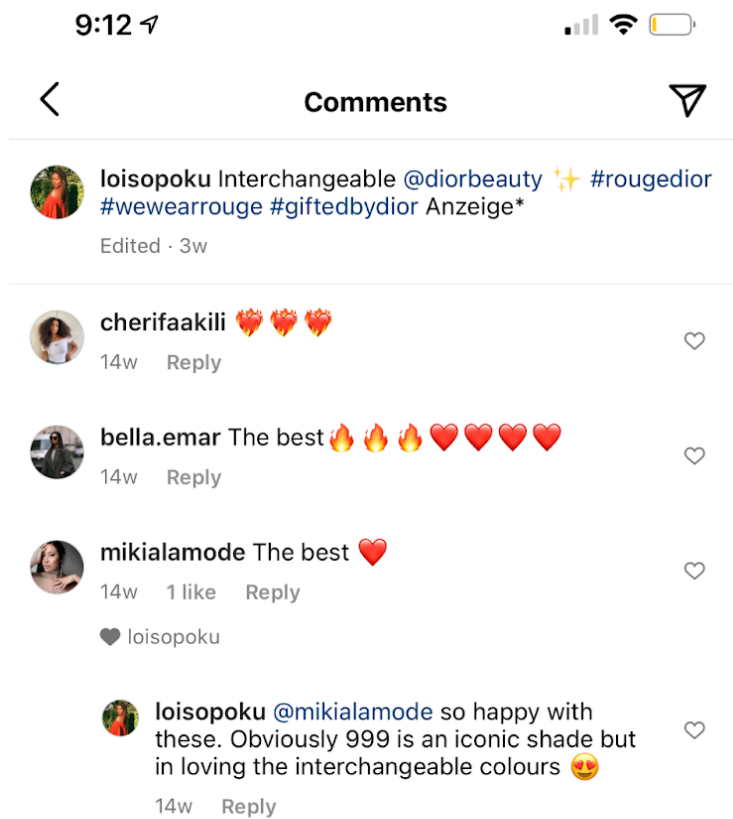 9:12
Comments
loisopoku Interchangeable @diorbeauty ✨ #rougedior
#wewearrouge #giftedbydior Anzeige*
Edited · 3w
cherifaakili ❤️‍🔥❤️‍🔥❤️‍🔥
14w Reply
bella.emar The best🔥🔥🔥❤️❤️❤️❤️
14w Reply
mikialamode The best ❤️
14w 1 like Reply
loisopoku
loisopoku @mikialamode so happy with
these. Obviously 999 is an iconic shade but
in loving the interchangeable colours 😍
14w Reply